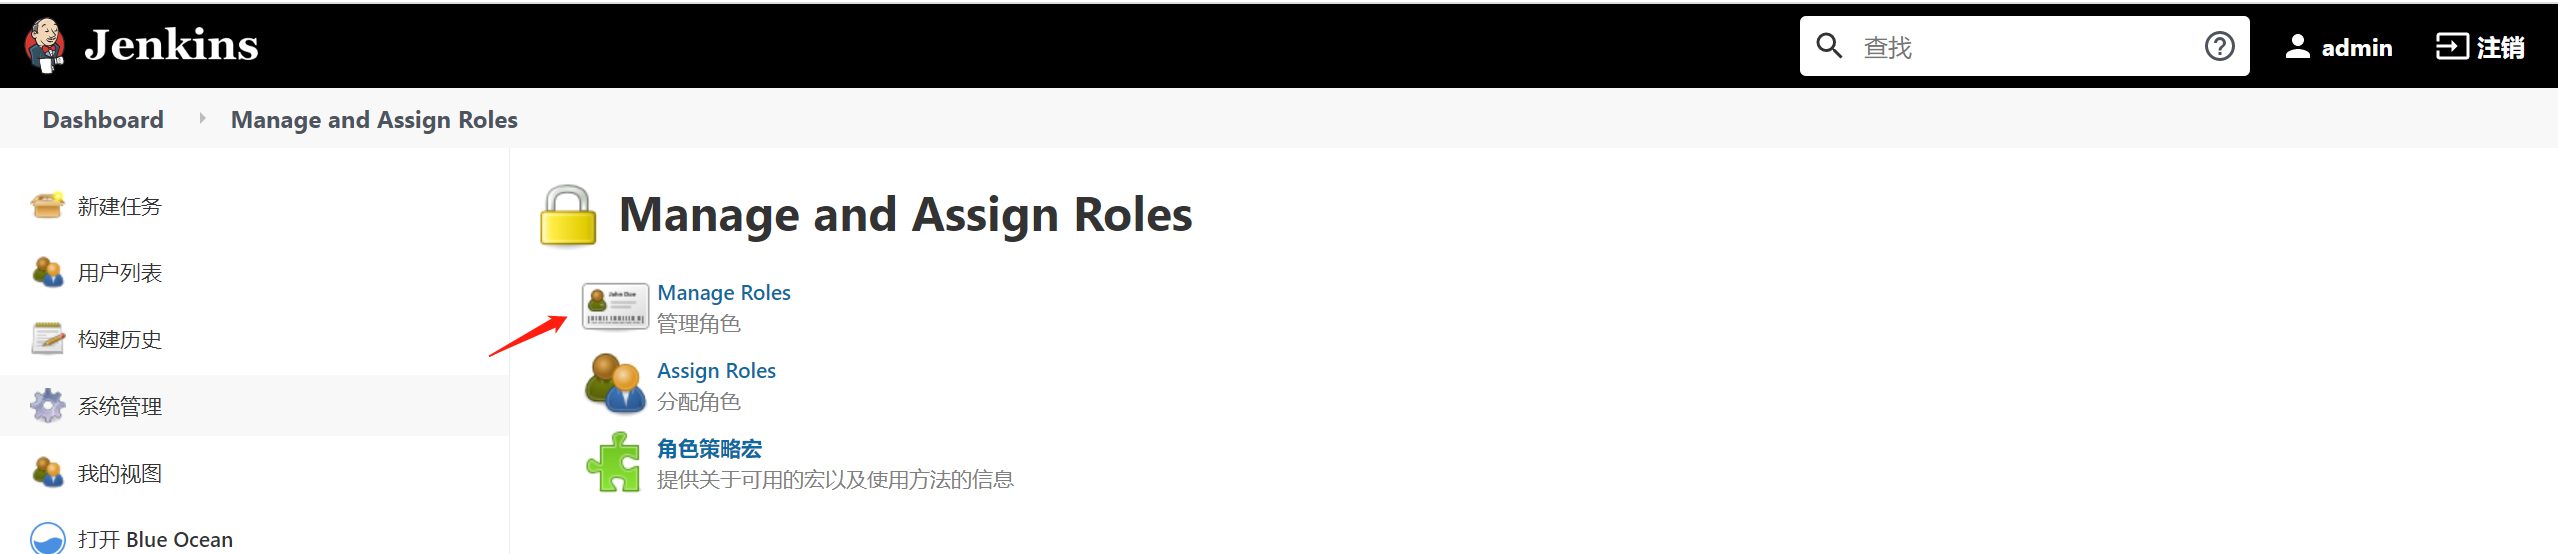 Jenkins
查找
admin
注销
Dashboard
Manage and Assign Roles
新建任务
用户列表
构建历史
系统管理
我的视图
打开 Blue Ocean
Manage and Assign Roles
John Doe
Manage Roles
管理角色
Assign Roles
分配角色
角色策略宏
提供关于可用的宏以及使用方法的信息